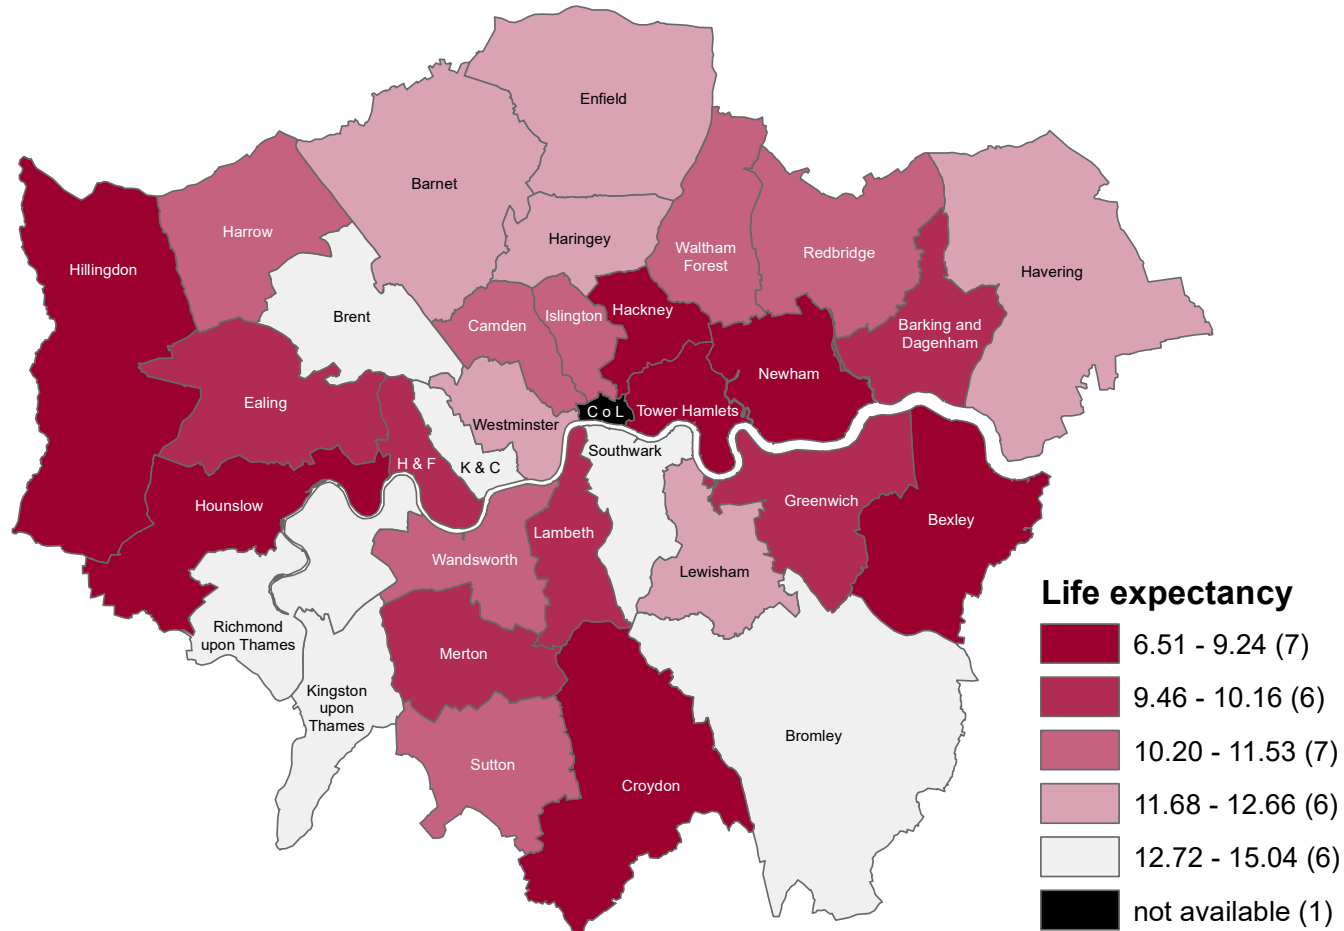 Enfield
Barnet
Harrow
Haringey
Waltham
Forest
Redbridge
Hillingdon
Havering
Brent
Camden
Islington
Hackney
Barking and
Dagenham
Newham
Ealing
Westminster
C o L
Tower Hamlets
H & F
K & C
Southwark
Hounslow
Greenwich
Bexley
Lambeth
Wandsworth
Lewisham
Richmond
upon Thames
Merton
Kingston
upon
Thames
Sutton
Croydon
Bromley
Life expectancy
6.51 - 9.24 (7)
9.46 - 10.16 (6)
10.20 - 11.53 (7)
11.68 - 12.66 (6)
12.72 - 15.04 (6)
not available (1)